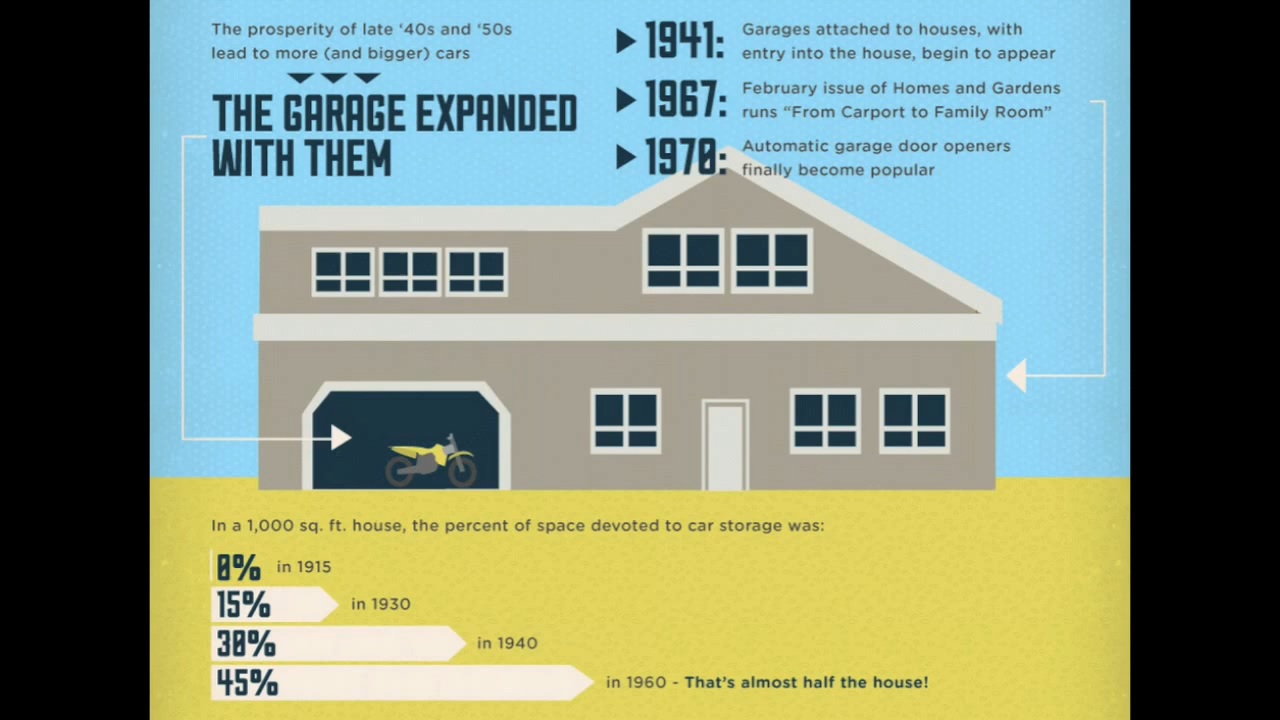 The prosperity of late ‘40s and ‘50s
lead to more (and bigger) cars
THE GARAGE EXPANDED
WITH THEM
1941: Garages attached to houses, with
entry into the house, begin to appear
1967: February issue of Homes and Gardens
runs “From Carport to Family Room”
1970: Automatic garage door openers
finally become popular
In a 1,000 sq. ft. house, the percent of space devoted to car storage was:
0% in 1915
15% in 1930
30% in 1940
45% in 1960 - That’s almost half the house!